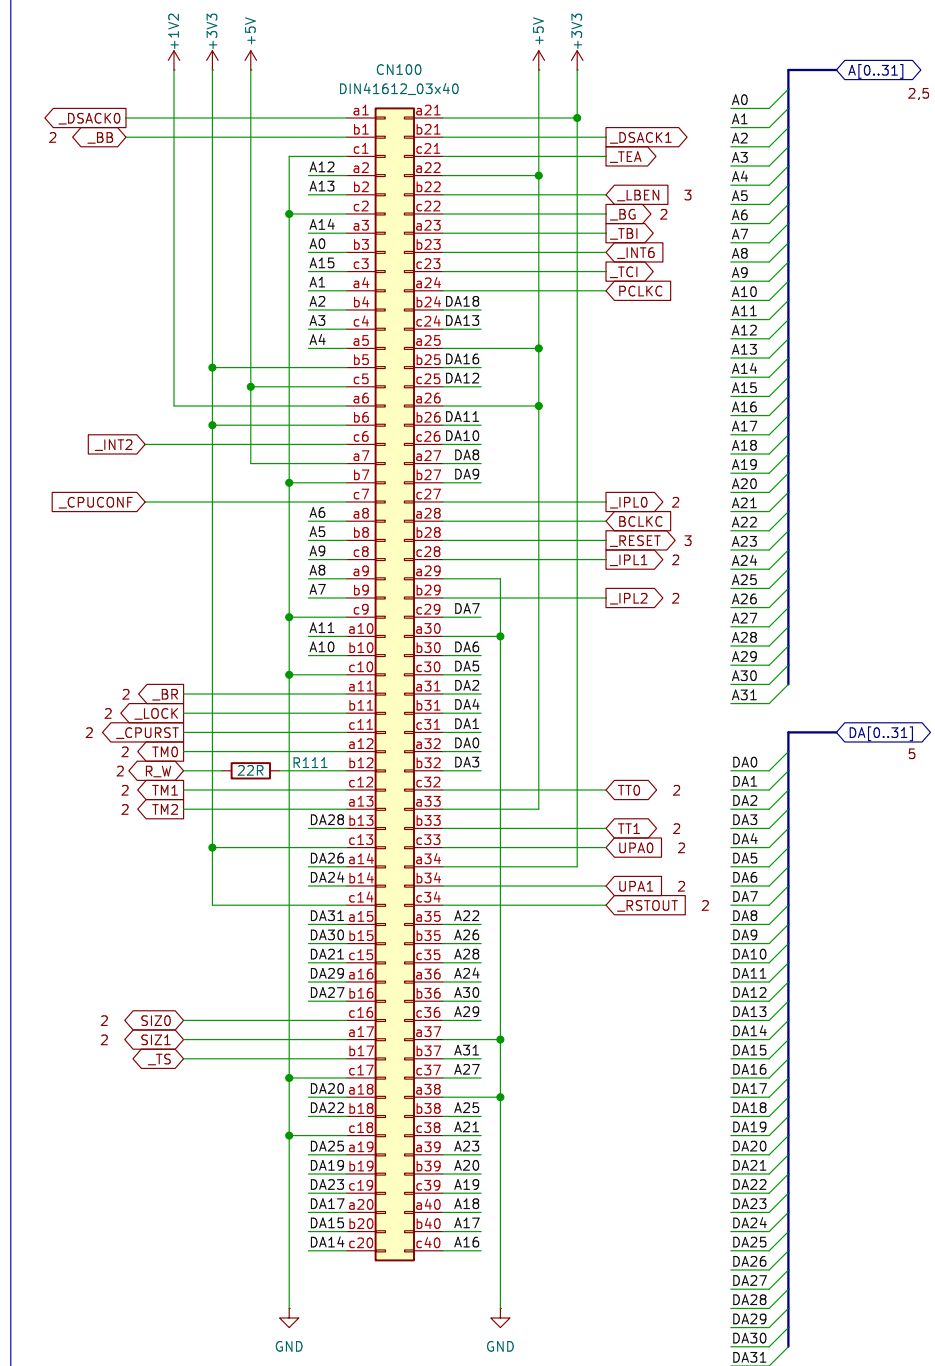 +1V2 +3V3 +5V +5V +3V3
CN100
DIN41612_03x40
A[0..31]
2,5
_DSACK0 a1 a21
2 _BB b1 b21 _DSACK1
c1 c21 _TEA
A12 a2 a22
A13 b2 b22 _LBEN 3
c2 c22 _BG 2
A14 a3 a23 _TBI
A0 b3 b23 _INT6
A15 c3 c23 _TCI
A1 a4 a24 PCLKC
A2 b4 b24 DA18
A3 c4 c24 DA13
A4 a5 a25
b5 b25 DA16
c5 c25 DA12
a6 a26
b6 b26 DA11
_INT2 c6 c26 DA10
a7 a27 DA8
b7 b27 DA9
_CPUCONF c7 c27 _IPL0 2
A6 a8 a28 BCLKC
A5 b8 b28 _RESET 3
A9 c8 c28 _IPL1 2
A8 a9 a29
A7 b9 b29 _IPL2 2
c9 c29 DA7
A11 a10 a30
A10 b10 b30 DA6
c10 c30 DA5
2 _BR a11 a31 DA2
2 _LOCK b11 b31 DA4
2 _CPURST c11 c31 DA1
2 TM0 a12 a32 DA0
2 R_W 22R R111 b12 b32 DA3
2 TM1 c12 c32 TT0 2
2 TM2 a13 a33
DA28 b13 b33 TT1 2
c13 c33 UPA0 2
DA26 a14 a34
DA24 b14 b34 UPA1 2
c14 c34 _RSTOUT 2
DA31 a15 a35 A22
DA30 b15 b35 A26
DA21 c15 c35 A28
DA29 a16 a36 A24
DA27 b16 b36 A30
2 SIZ0 c16 c36 A29
2 SIZ1 a17 a37
_TS b17 b37 A31
c17 c37 A27
DA20 a18 a38
DA22 b18 b38 A25
c18 c38 A21
DA25 a19 a39 A23
DA19 b19 b39 A20
DA23 c19 c39 A19
DA17 a20 a40 A18
DA15 b20 b40 A17
DA14 c20 c40 A16
GND GND
A0
A1
A2
A3
A4
A5
A6
A7
A8
A9
A10
A11
A12
A13
A14
A15
A16
A17
A18
A19
A20
A21
A22
A23
A24
A25
A26
A27
A28
A29
A30
A31
DA[0..31]
5
DA0
DA1
DA2
DA3
DA4
DA5
DA6
DA7
DA8
DA9
DA10
DA11
DA12
DA13
DA14
DA15
DA16
DA17
DA18
DA19
DA20
DA21
DA22
DA23
DA24
DA25
DA26
DA27
DA28
DA29
DA30
DA31